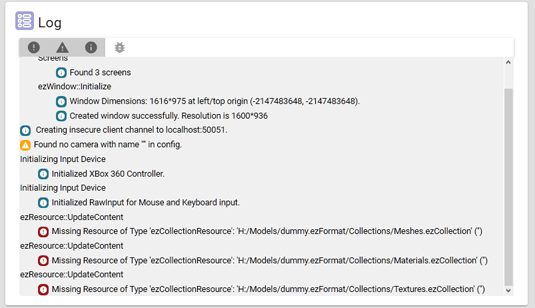 Log
Screens
Found 3 screens
ezWindow::Initialize
Window Dimensions: 1616*975 at left/top origin (-2147483648, -2147483648).
Created window successfully. Resolution is 1600*936
Creating insecure client channel to localhost:50051.
Found no camera with name "" in config.
Initializing Input Device
Initialized XBox 360 Controller.
Initializing Input Device
Initialized RawInput for Mouse and Keyboard input.
ezResource::UpdateContent
Missing Resource of Type 'ezCollectionResource': 'H:/Models/dummy.ezFormat/Collections/Meshes.ezCollection' ('')
ezResource::UpdateContent
Missing Resource of Type 'ezCollectionResource': 'H:/Models/dummy.ezFormat/Collections/Materials.ezCollection' ('')
ezResource::UpdateContent
Missing Resource of Type 'ezCollectionResource': 'H:/Models/dummy.ezFormat/Collections/Textures.ezCollection' ('')